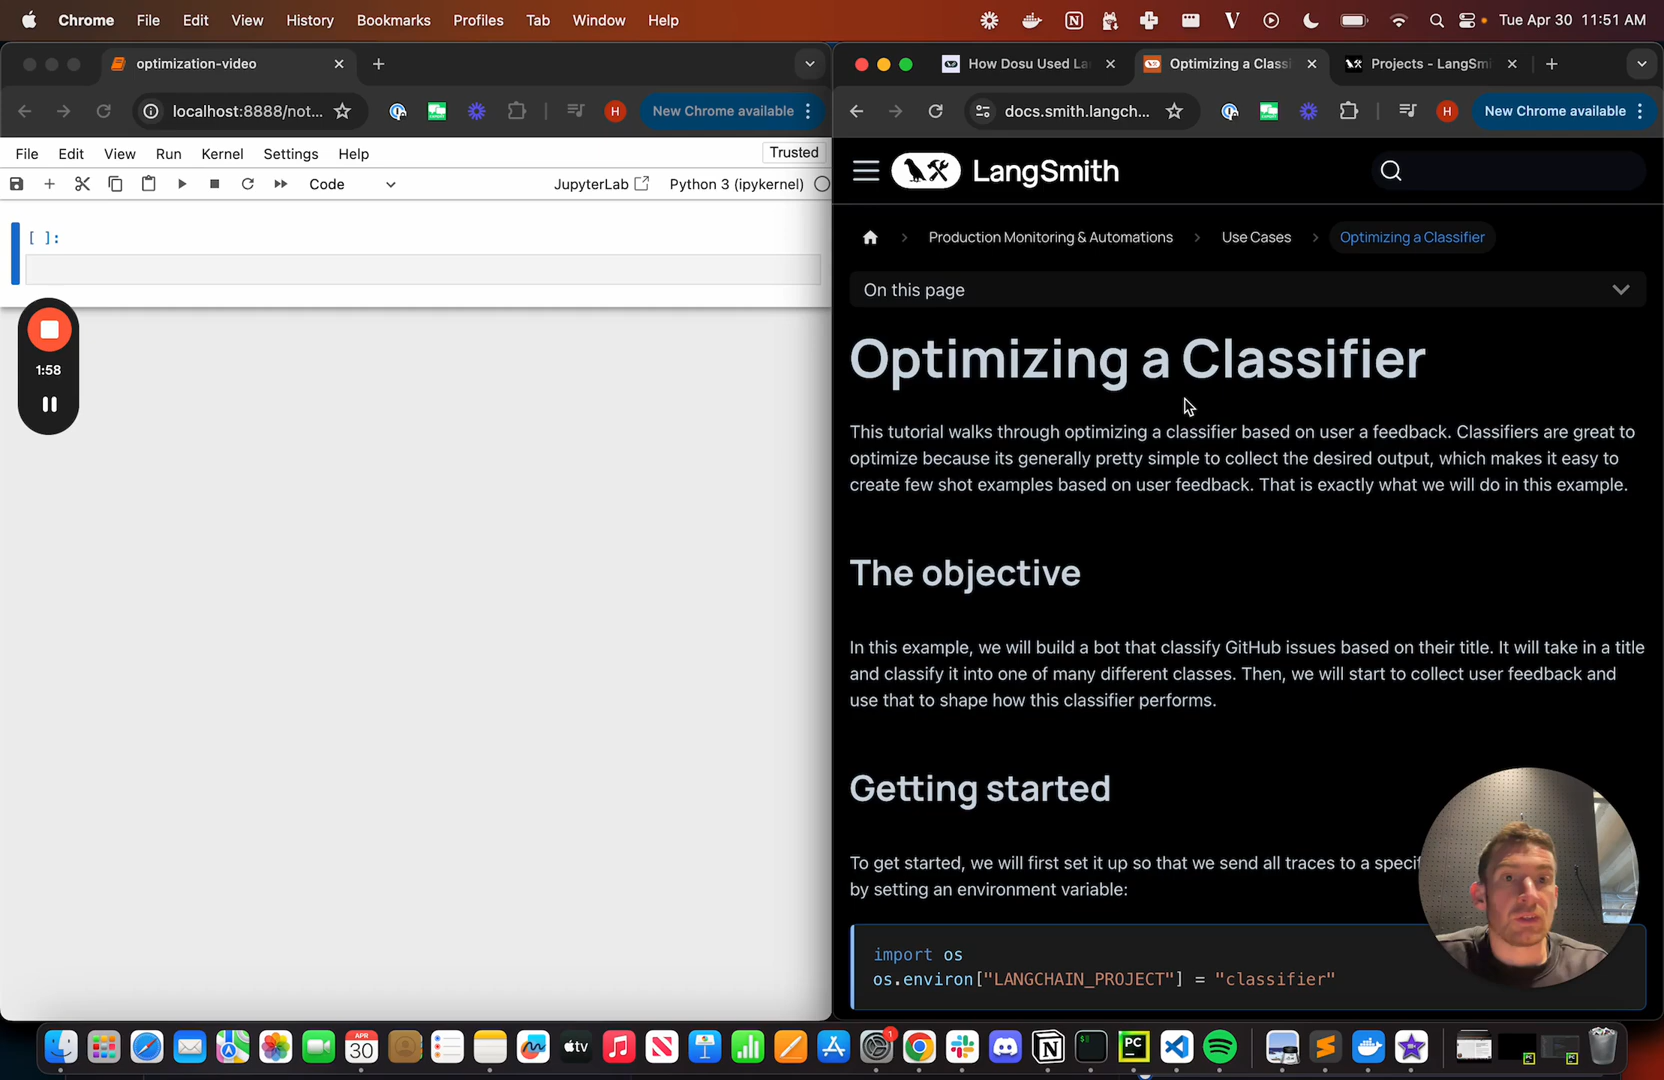 Chrome File Edit View History Bookmarks Profiles Tab Window Help
Tue Apr 30 11:51 AM
optimization-video
localhost:8888/not...
New Chrome available
File Edit View Run Kernel Settings Help
Trusted
Code
JupyterLab
Python 3 (ipykernel)
[ ]:
1:58
How Dosu Used La
Optimizing a Classi
Projects - LangSmi
docs.smith.langch...
New Chrome available
LangSmith
Production Monitoring & Automations
Use Cases
Optimizing a Classifier
On this page
Optimizing a Classifier
This tutorial walks through optimizing a classifier based on user a feedback. Classifiers are great to
optimize because its generally pretty simple to collect the desired output, which makes it easy to
create few shot examples based on user feedback. That is exactly what we will do in this example.
The objective
In this example, we will build a bot that classify GitHub issues based on their title. It will take in a title
and classify it into one of many different classes. Then, we will start to collect user feedback and
use that to shape how this classifier performs.
Getting started
To get started, we will first set it up so that we send all traces to a specif
by setting an environment variable:
import os
os.environ["LANGCHAIN_PROJECT"] = "classifier"
APR
30
tv
1
PC